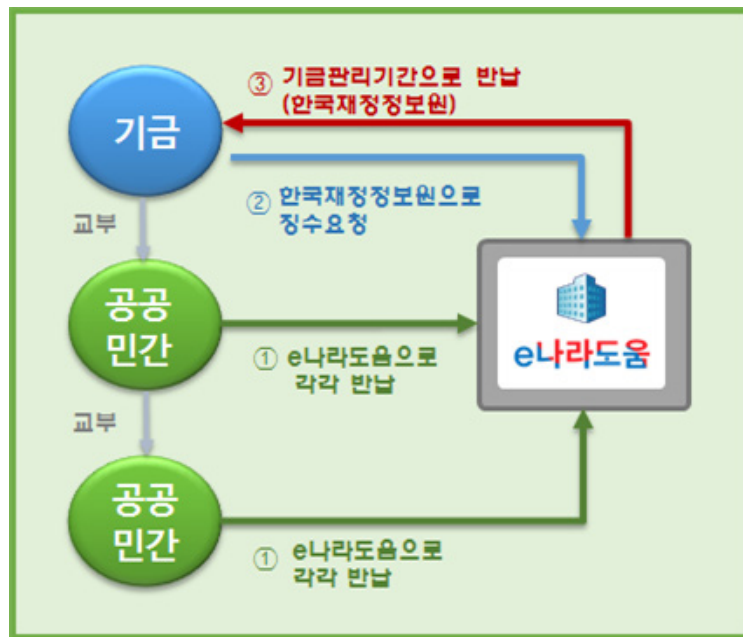 ③ 기금관리기간으로 반납
(한국재정정보원)
기금
② 한국재정정보원으로
징수요청
교부
공공
민간
e나라도움
① e나라도음으로
각각 반납
교부
공공
민간
① e나라도음으로
각각 반납